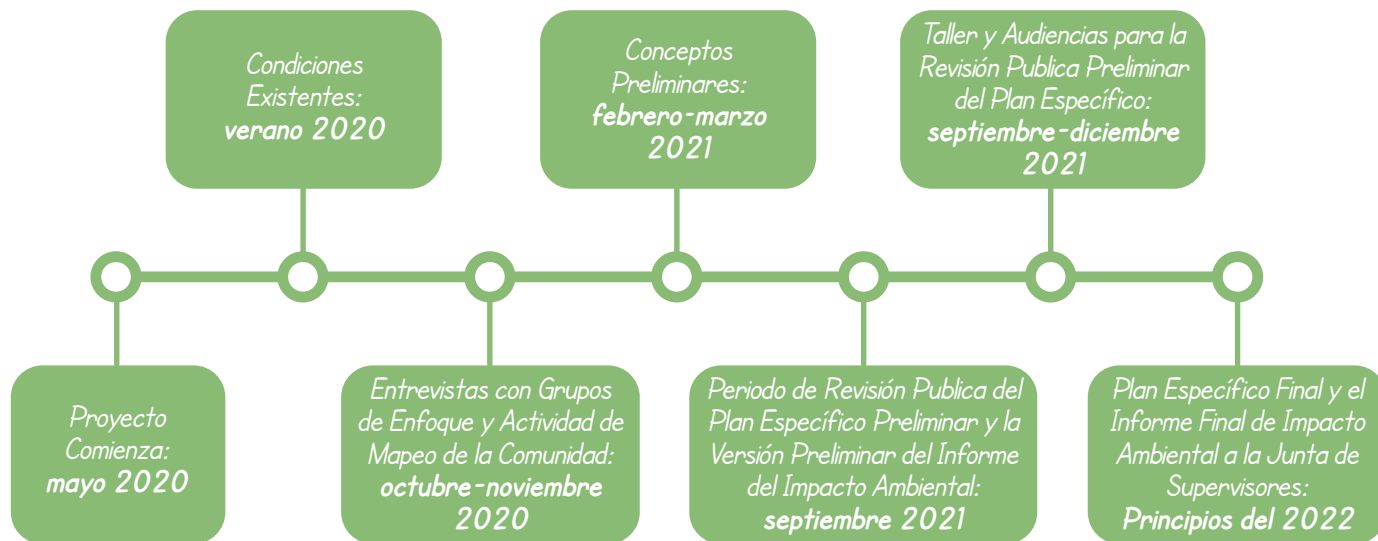 Proyecto
Comienza:
mayo 2020
Condiciones
Existentes:
verano 2020
Entrevistas con Grupos
de Enfoque y Actividad de
Mapeo de la Comunidad:
octubre-noviembre
2020
Conceptos
Preliminares:
febrero-marzo
2021
Periodo de Revisión Publica del
Plan Específico Preliminar y la
Versión Preliminar del Informe
del Impacto Ambiental:
septiembre 2021
Taller y Audiencias para la
Revisión Publica Preliminar
del Plan Específico:
septiembre-diciembre
2021
Plan Específico Final y el
Informe Final de Impacto
Ambiental a la Junta de
Supervisores:
Principios del 2022